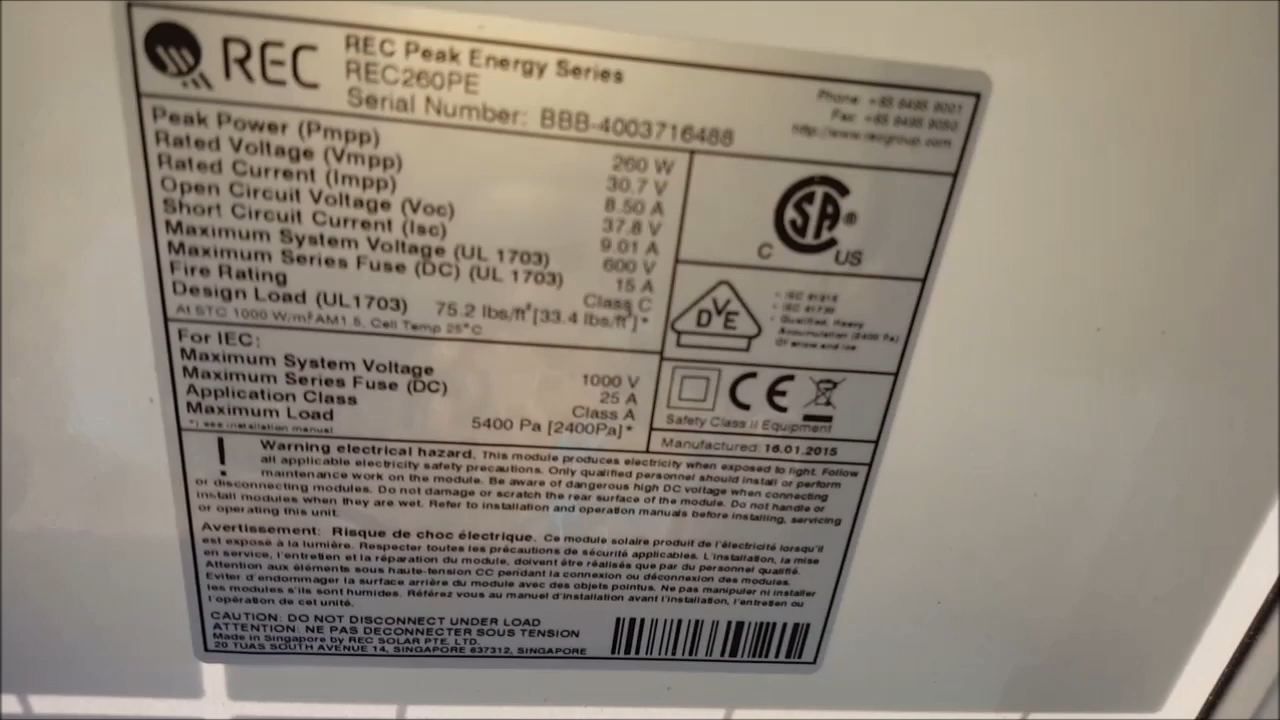 REC
REC Peak Energy Series
REC260PE
Serial Number: BBB-4003716488
Phone: +65 6495 9001
Fax: +65 6495 9050
http://www.recgroup.com
Peak Power (Pmpp) 260 W
Rated Voltage (Vmpp) 30.7 V
Rated Current (Impp) 8.50 A
Open Circuit Voltage (Voc) 37.8 V
Short Circuit Current (Isc) 9.01 A
Maximum System Voltage (UL 1703) 600 V
Maximum Series Fuse (DC) (UL 1703) 15 A
Fire Rating Class C
Design Load (UL1703) 75.2 lbs/ft²[33.4 lbs/ft²]*
At STC 1000 W/m², AM1.5, Cell Temp 25°C
SA ®
C US
VDE
- IEC 61215
- IEC 61730
- Qualified, Heavy
Accumulation (2400 Pa)
Of snow and ice
For IEC:
Maximum System Voltage 1000 V
Maximum Series Fuse (DC) 25 A
Application Class Class A
Maximum Load 5400 Pa [2400Pa]*
*) see installation manual
CE
Safety Class II Equipment
Manufactured: 16.01.2015
! Warning electrical hazard. This module produces electricity when exposed to light. Follow
all applicable electricity safety precautions. Only qualified personnel should install or perform
maintenance work on the module. Be aware of dangerous high DC voltage when connecting
or disconnecting modules. Do not damage or scratch the rear surface of the module. Do not handle or
install modules when they are wet. Refer to installation and operation manuals before installing, servicing
or operating this unit.
Avertissement: Risque de choc électrique. Ce module solaire produit de l'électricité lorsqu'il
est exposé à la lumière. Respecter toutes les précautions de sécurité applicables. L'installation, la mise
en service, l'entretien et la réparation du module, doivent être réalisés que par du personnel qualifié.
Attention aux éléments sous haute-tension CC pendant la connexion ou déconnexion des modules.
Eviter d'endommager la surface arrière du module avec des objets pointus. Ne pas manipuler ni installer
les modules s'ils sont humides. Référez vous au manuel d'installation avant l'installation, l'entretien ou
l'opération de cet unité.
CAUTION: DO NOT DISCONNECT UNDER LOAD
ATTENTION: NE PAS DECONNECTER SOUS TENSION
Made in Singapore by REC SOLAR PTE. LTD.
20 TUAS SOUTH AVENUE 14, SINGAPORE 637312, SINGAPORE